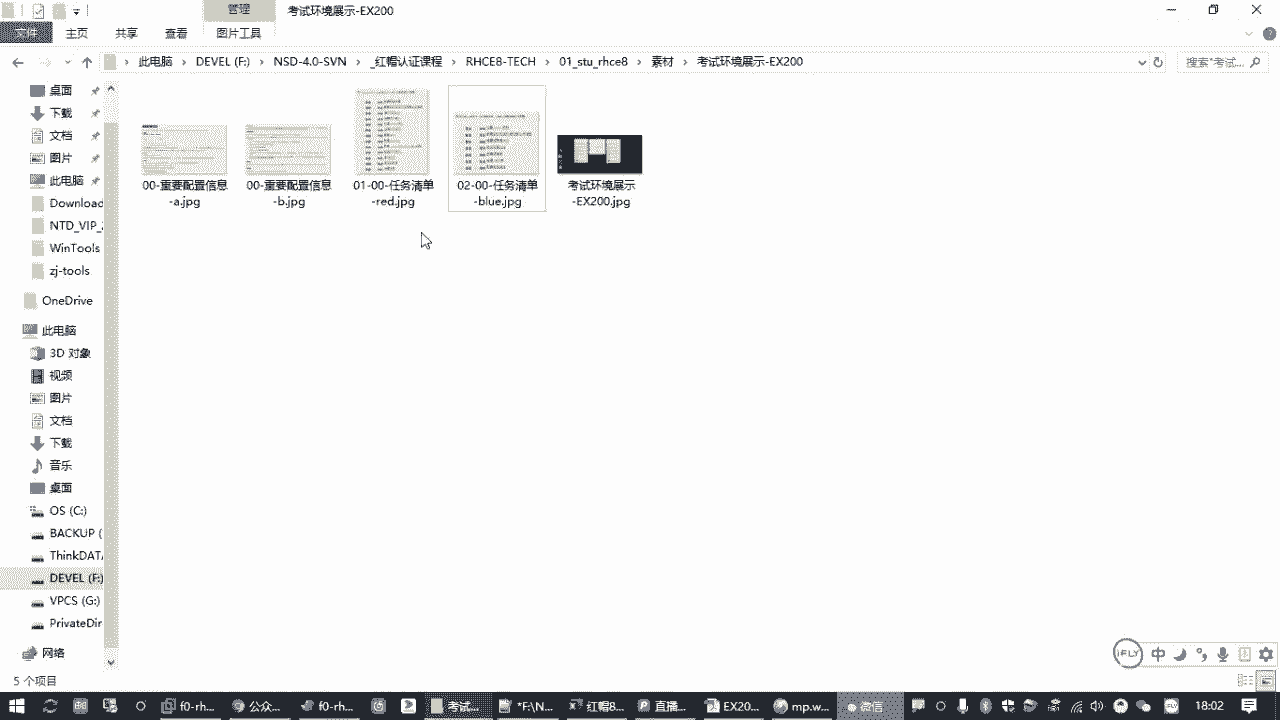 管理
考试环境展示-EX200
文件
主页
共享
查看
图片工具
此电脑
DEVEL (F:)
NSD-4.0-SVN
_红帽认证课程
RHCE8-TECH
01_stu_rhce8
素材
考试环境展示-EX200
搜索"考试...
桌面
下载
文档
图片
此电脑
Download
NTD_VIP_
WinTools
zj-tools
OneDrive
此电脑
3D 对象
视频
图片
文档
下载
音乐
桌面
OS (C:)
BACKUP (
ThinkDAT
DEVEL (F:)
VPCS (G:)
PrivateDir
网络
00-重要配置信息
-a.jpg
00-重要配置信息
-b.jpg
01-00-任务清单
-red.jpg
02-00-任务清单
-blue.jpg
考试环境展示
-EX200.jpg
5 个项目
iFLY
中
f0-rh...
公众...
f0-rh...
考试...
*F\N...
红帽8...
直通...
EX20...
mp.w...
微信
18:02